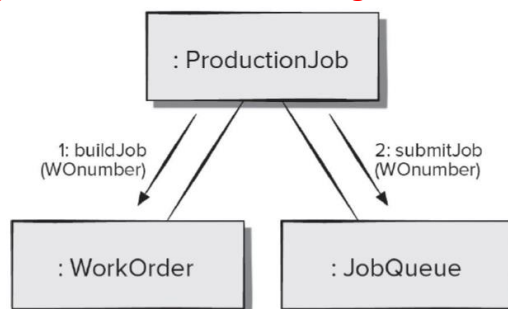 : ProductionJob
1: buildJob
(WOnumber)
2: submitJob
(WOnumber)
: WorkOrder
: JobQueue